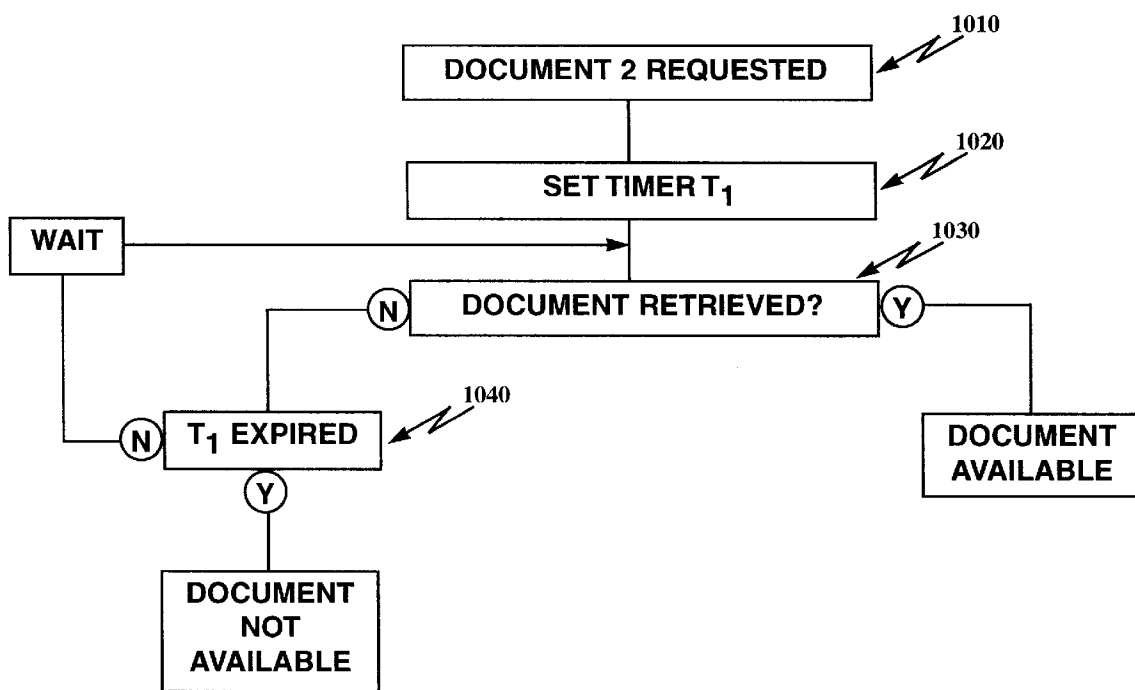 1010
DOCUMENT 2 REQUESTED
1020
SET TIMER T1
WAIT
1030
N
DOCUMENT RETRIEVED?
Y
1040
N
T1 EXPIRED
Y
DOCUMENT
AVAILABLE
DOCUMENT
NOT
AVAILABLE